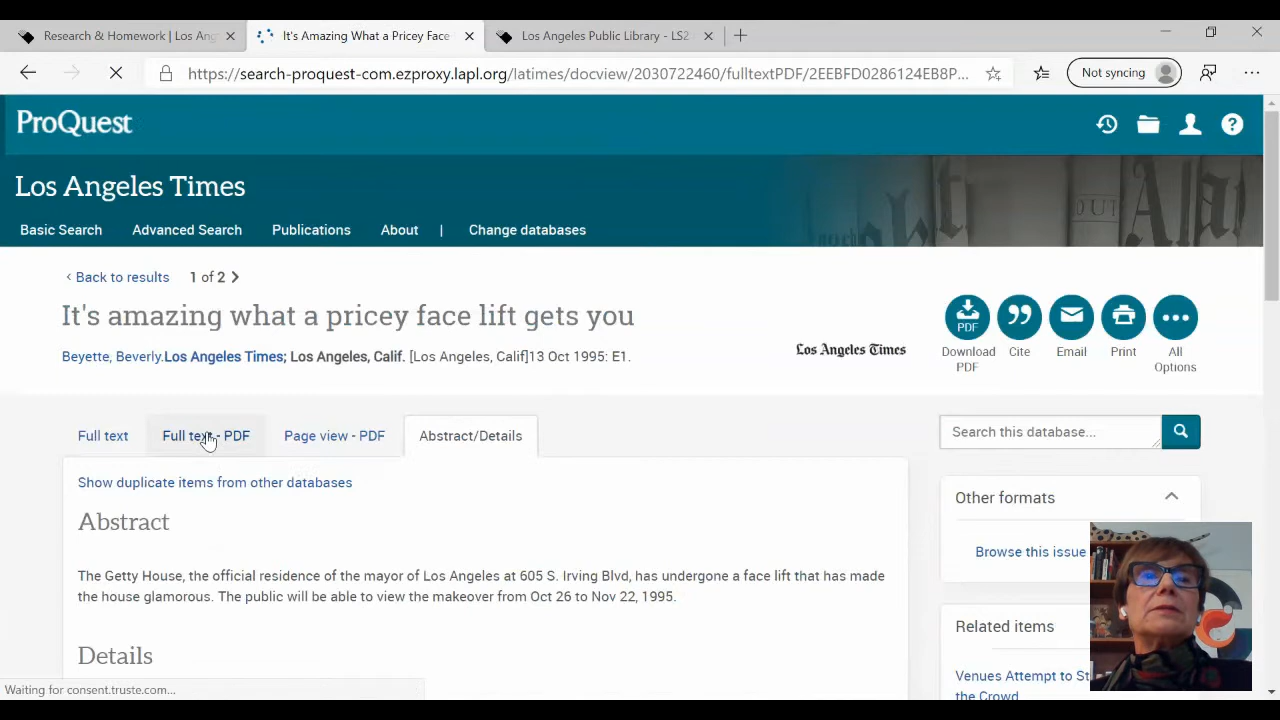 Research & Homework | Los Ang
It's Amazing What a Pricey Face
Los Angeles Public Library - LS2
https://search-proquest-com.ezproxy.lapl.org/latimes/docview/2030722460/fulltextPDF/2EEBFD0286124EB8P...
Not syncing
ProQuest
Los Angeles Times
Basic Search
Advanced Search
Publications
About
|
Change databases
‹ Back to results
1 of 2
It's amazing what a pricey face lift gets you
Beyette, Beverly.Los Angeles Times; Los Angeles, Calif. [Los Angeles, Calif]13 Oct 1995: E1.
Los Angeles Times
PDF
Download PDF
Cite
Email
Print
All Options
Full text
Full text - PDF
Page view - PDF
Abstract/Details
Search this database...
Show duplicate items from other databases
Abstract
The Getty House, the official residence of the mayor of Los Angeles at 605 S. Irving Blvd, has undergone a face lift that has made
the house glamorous. The public will be able to view the makeover from Oct 26 to Nov 22, 1995.
Details
Other formats
Browse this issue
Related items
Venues Attempt to St
the Crowd
Waiting for consent.truste.com...